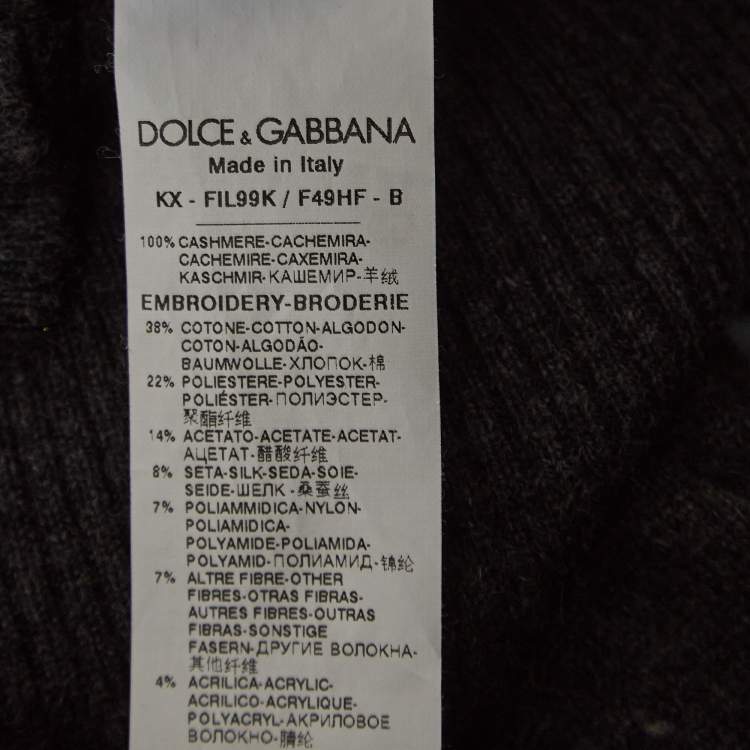 DOLCE & GABBANA
Made in Italy
KX - FIL99K / F49HF - B
100% CASHMERE-CACHEMIRA-
CACHEMIRE-CAXEMIRA-
KASCHMIR-КАШЕМИР-羊绒
EMBROIDERY-BRODERIE
38% COTONE-COTTON-ALGODON-
COTON-ALGODÃO-
BAUMWOLLE-ХЛОПОК-棉
22% POLIESTERE-POLYESTER-
POLIÉSTER-ПОЛИЭСТЕР-
聚酯纤维
14% ACETATO-ACETATE-ACETAT-
АЦЕТАТ-醋酸纤维
8% SETA-SILK-SEDA-SOIE-
SEIDE-ШЕЛК -桑蚕丝
7% POLIAMMIDICA-NYLON-
POLIAMIDICA-
POLYAMIDE-POLIAMIDA-
POLYAMID-ПОЛИАМИД-锦纶
7% ALTRE FIBRE-OTHER
FIBRES-OTRAS FIBRAS-
AUTRES FIBRES-OUTRAS
FIBRAS-SONSTIGE
FASERN-ДРУГИЕ ВОЛОКНА-
其他纤维
4% ACRILICA-ACRYLIC-
ACRILICO-ACRYLIQUE-
POLYACRYL-АКРИЛОВОЕ
ВОЛОКНО-腈纶